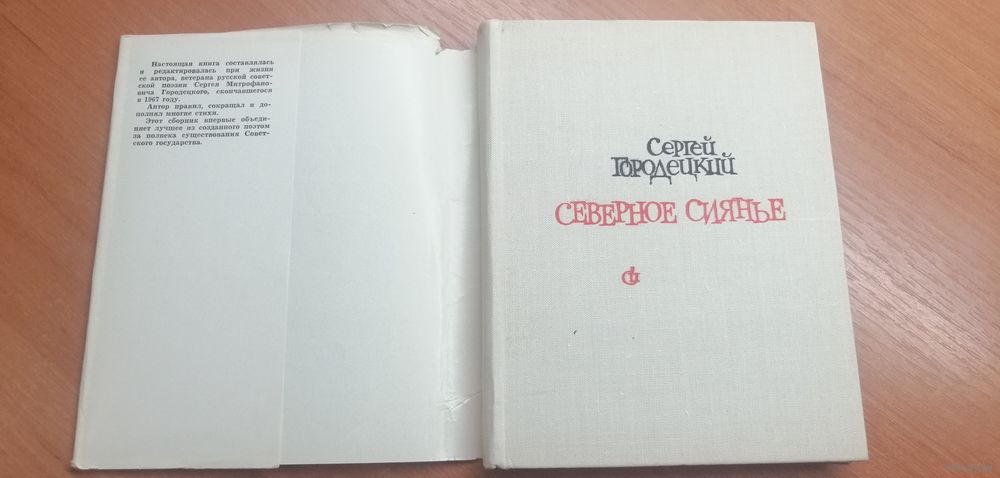 Настоящая книга составлялась
и редактировалась при жизни
ее автора, ветерана русской совет-
ской поэзии Сергея Митрофано-
вича Городецкого, скончавшегося
в 1967 году.
Автор правил, сокращал и до-
полнял многие стихи.
Этот сборник впервые объеди-
няет лучшее из созданного поэтом
за полвека существования Совет-
ского государства.
Сергей
Городецкий
СЕВЕРНОЕ СИЯНЬЕ